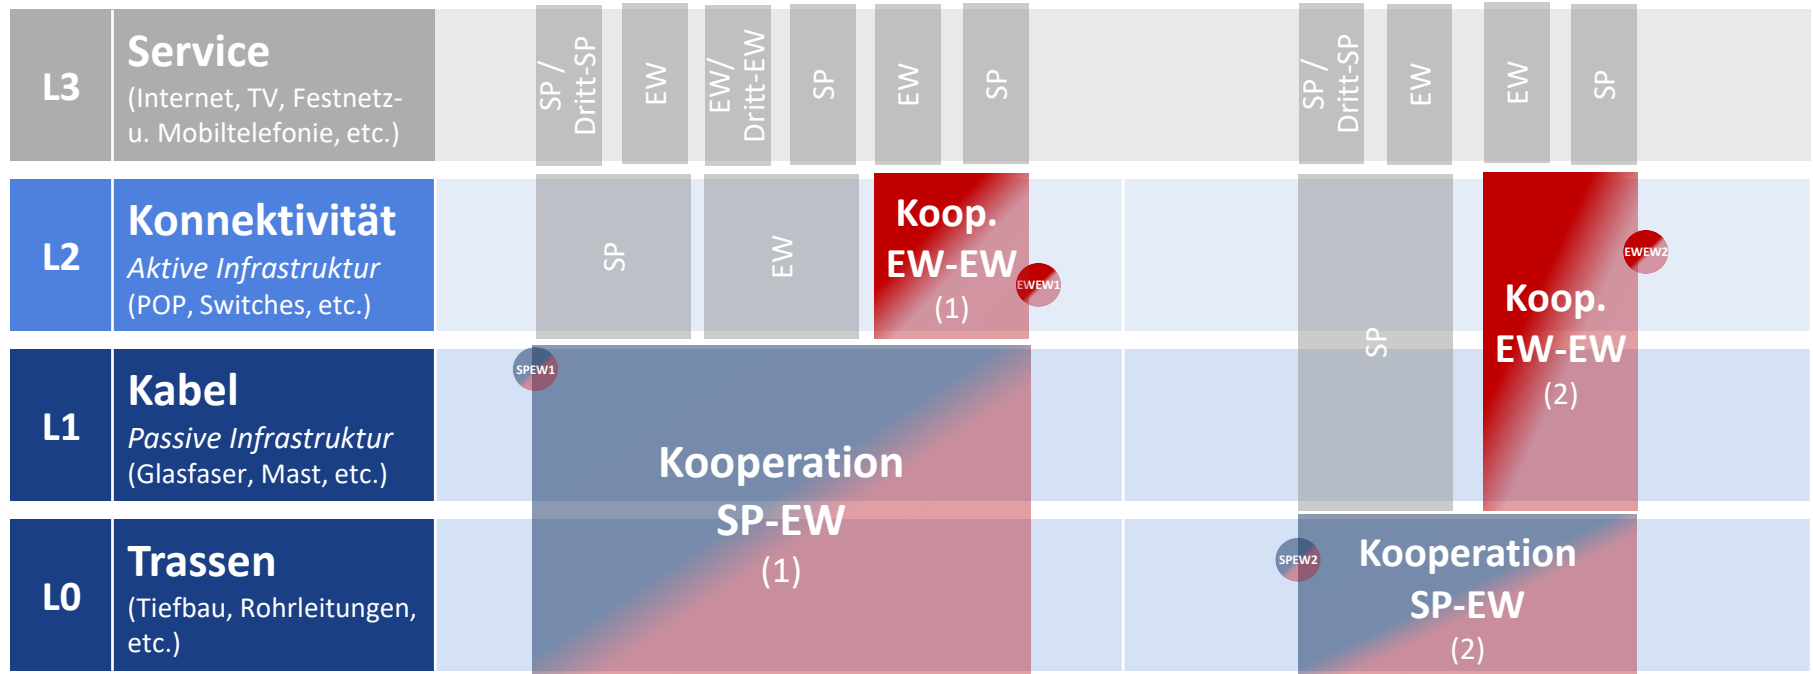 L3
Service
(Internet, TV, Festnetz-
u. Mobiltelefonie, etc.)
SP /
Dritt-SP
EW
EW/
Dritt-EW
SP
EW
SP
SP /
Dritt-SP
EW
EW
SP
L2
Konnektivität
Aktive Infrastruktur
(POP, Switches, etc.)
SP
EW
Koop.
EW-EW
(1)
EWEW1
SP
Koop.
EW-EW
(2)
EWEW2
L1
Kabel
Passive Infrastruktur
(Glasfaser, Mast, etc.)
SPEW1
Kooperation
SP-EW
(1)
L0
Trassen
(Tiefbau, Rohrleitungen,
etc.)
SPEW2
Kooperation
SP-EW
(2)